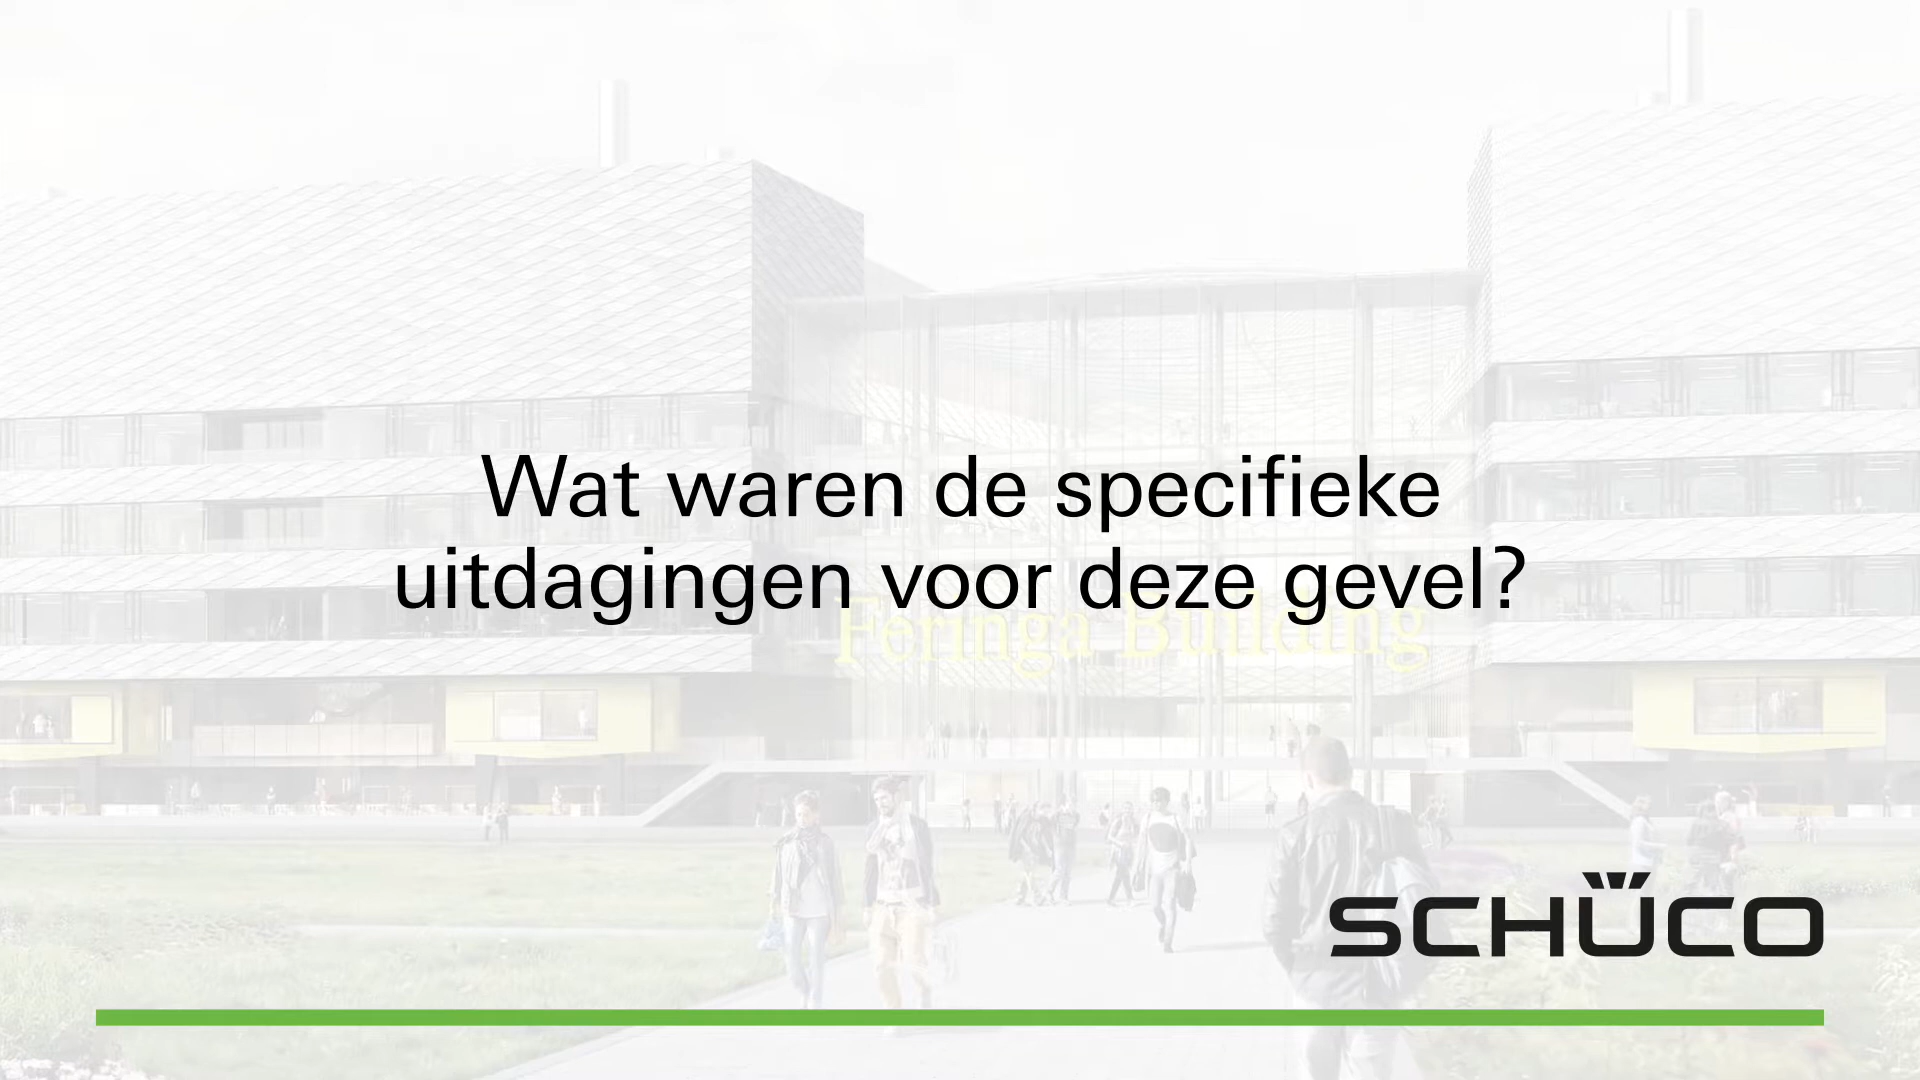 Wat waren de specifieke
uitdagingen voor deze gevel?
Feringa Building
SCHÜCO